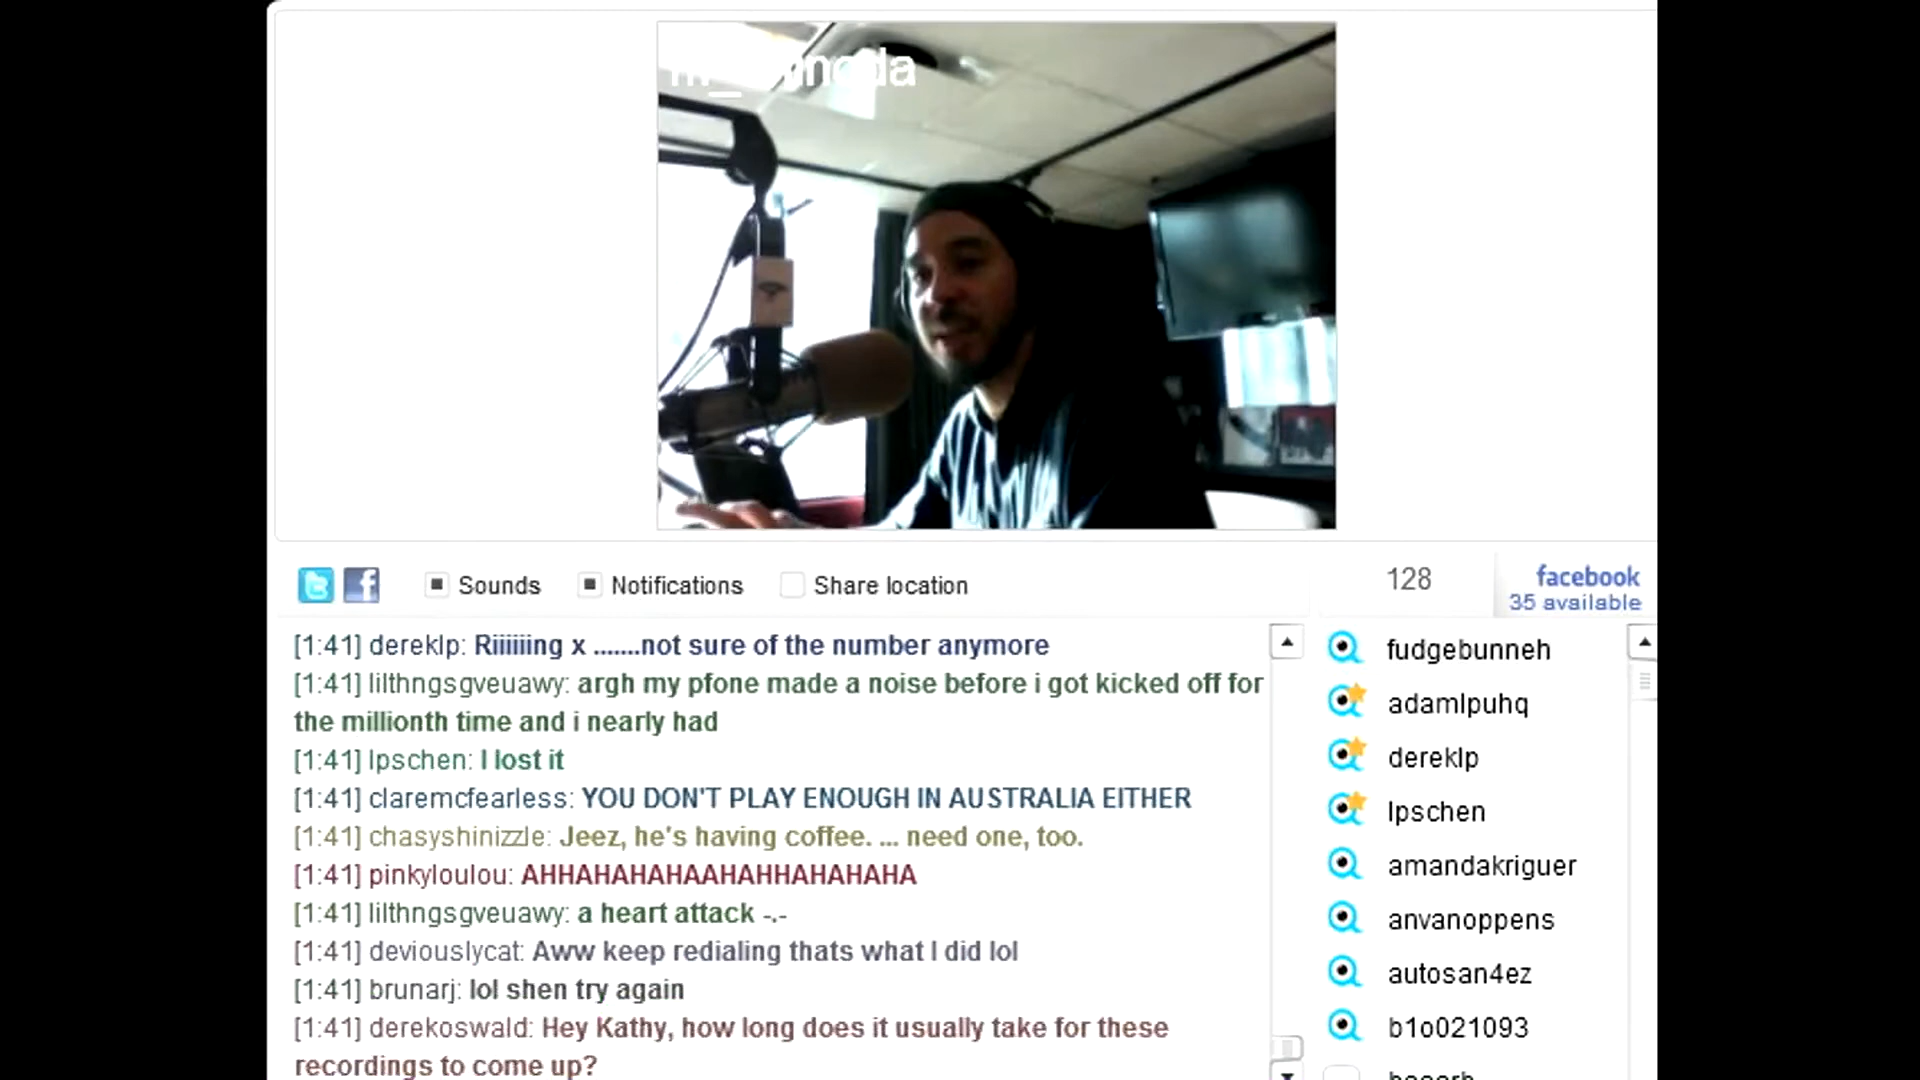 [1:41] dereklp: Riiiiiing x .......not sure of the number anymore
[1:41] lilthngsgveuawy: argh my pfone made a noise before i got kicked off for
the millionth time and i nearly had
[1:41] lpschen: I lost it
[1:41] claremcfearless: YOU DON'T PLAY ENOUGH IN AUSTRALIA EITHER
[1:41] chasyshinizzle: Jeez, he's having coffee. ... need one, too.
[1:41] pinkyloulou: AHHAHAHAHAAHAHHAHAHAHA
[1:41] lilthngsgveuawy: a heart attack -.-
[1:41] deviouslycat: Aww keep redialing thats what I did lol
[1:41] brunarj: lol shen try again
[1:41] derekoswald: Hey Kathy, how long does it usually take for these
recordings to come up?
Sounds Notifications Share location
128
facebook
35 available
fudgebunneh
adamlpuhq
dereklp
lpschen
amandakriguer
anvanoppens
autosan4ez
b1o021093